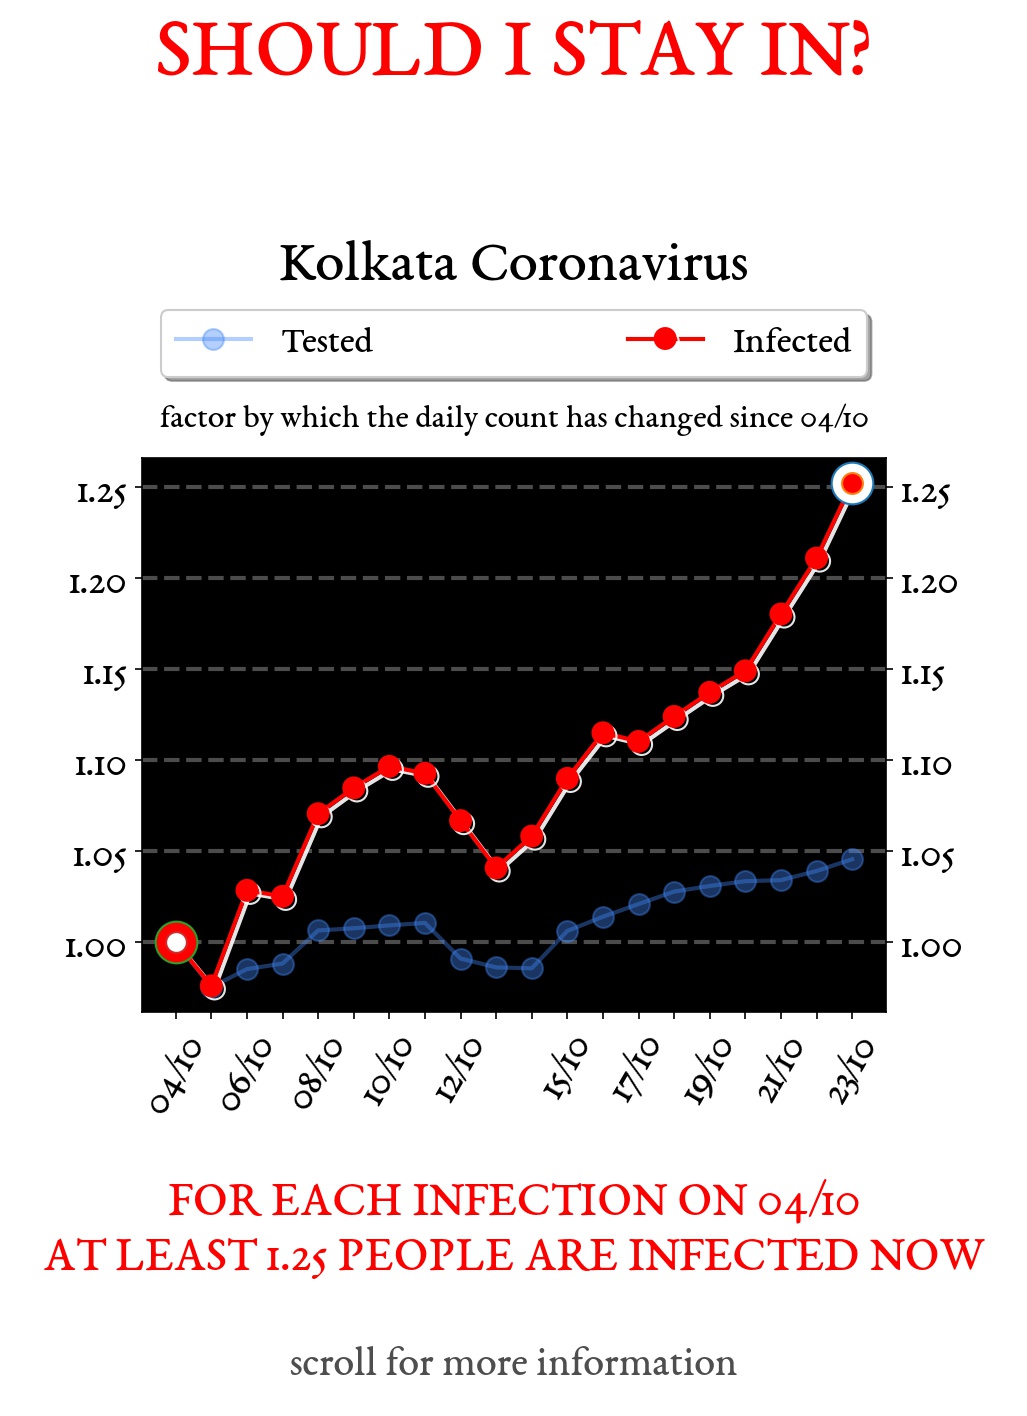 SHOULD I STAY IN?
Kolkata Coronavirus
Tested Infected
factor by which the daily count has changed since 04/10
1.25 1.25
1.20 1.20
1.15 1.15
1.10 1.10
1.05 1.05
1.00 1.00
04/10 06/10 08/10 10/10 12/10 15/10 17/10 19/10 21/10 23/10
FOR EACH INFECTION ON 04/10
AT LEAST 1.25 PEOPLE ARE INFECTED NOW
scroll for more information